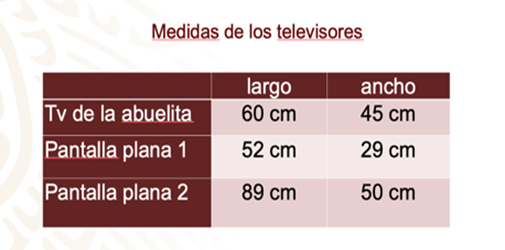 Medidas de los televisores
largo ancho
Tv de la abuelita 60 cm 45 cm
Pantalla plana 1 52 cm 29 cm
Pantalla plana 2 89 cm 50 cm